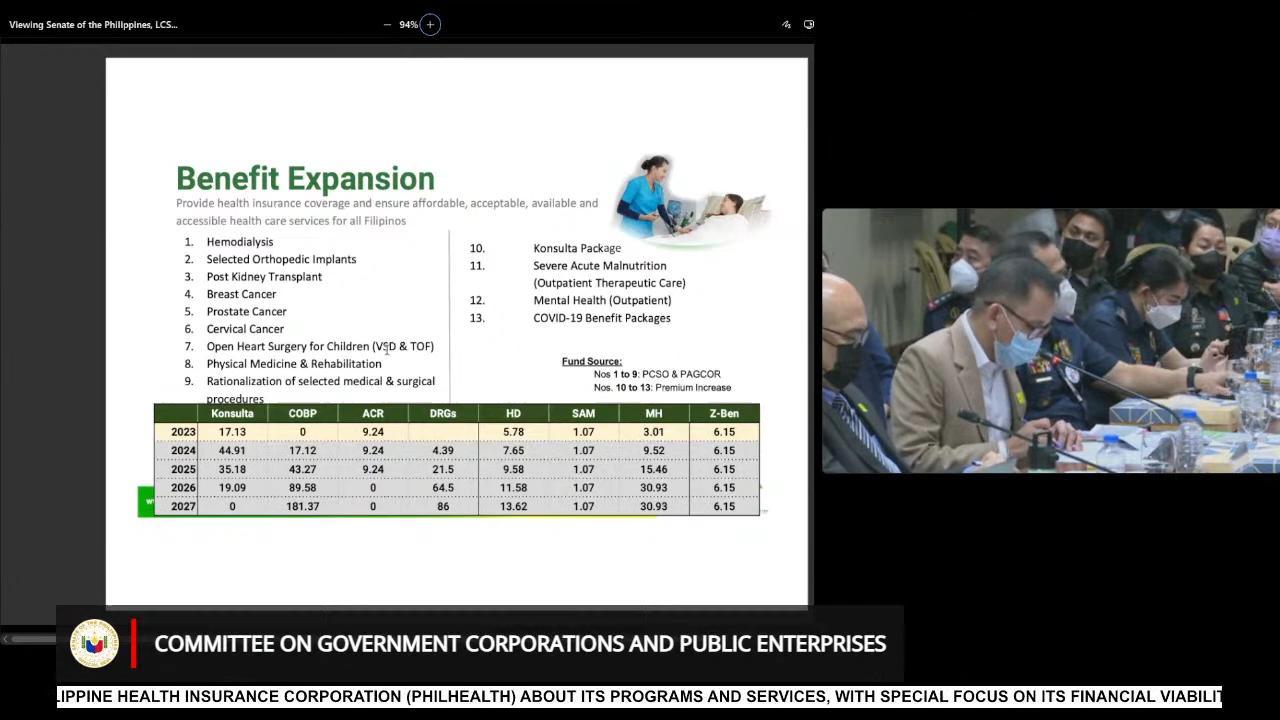 Viewing Senate of the Philippines, LCS...
94%
Benefit Expansion
Provide health insurance coverage and ensure affordable, acceptable, available and
accessible health care services for all Filipinos
1. Hemodialysis
2. Selected Orthopedic Implants
3. Post Kidney Transplant
4. Breast Cancer
5. Prostate Cancer
6. Cervical Cancer
7. Open Heart Surgery for Children (VSD & TOF)
8. Physical Medicine & Rehabilitation
9. Rationalization of selected medical & surgical
procedures
10. Konsulta Package
11. Severe Acute Malnutrition
(Outpatient Therapeutic Care)
12. Mental Health (Outpatient)
13. COVID-19 Benefit Packages
Fund Source:
Nos 1 to 9: PCSO & PAGCOR
Nos. 10 to 13: Premium Increase
Konsulta COBP ACR DRGs HD SAM MH Z-Ben
2023 17.13 0 9.24 5.78 1.07 3.01 6.15
2024 44.91 17.12 9.24 4.39 7.65 1.07 9.52 6.15
2025 35.18 43.27 9.24 21.5 9.58 1.07 15.46 6.15
2026 19.09 89.58 0 64.5 11.58 1.07 30.93 6.15
2027 0 181.37 0 86 13.62 1.07 30.93 6.15
COMMITTEE ON GOVERNMENT CORPORATIONS AND PUBLIC ENTERPRISES
LIPPINE HEALTH INSURANCE CORPORATION (PHILHEALTH) ABOUT ITS PROGRAMS AND SERVICES, WITH SPECIAL FOCUS ON ITS FINANCIAL VIABILIT